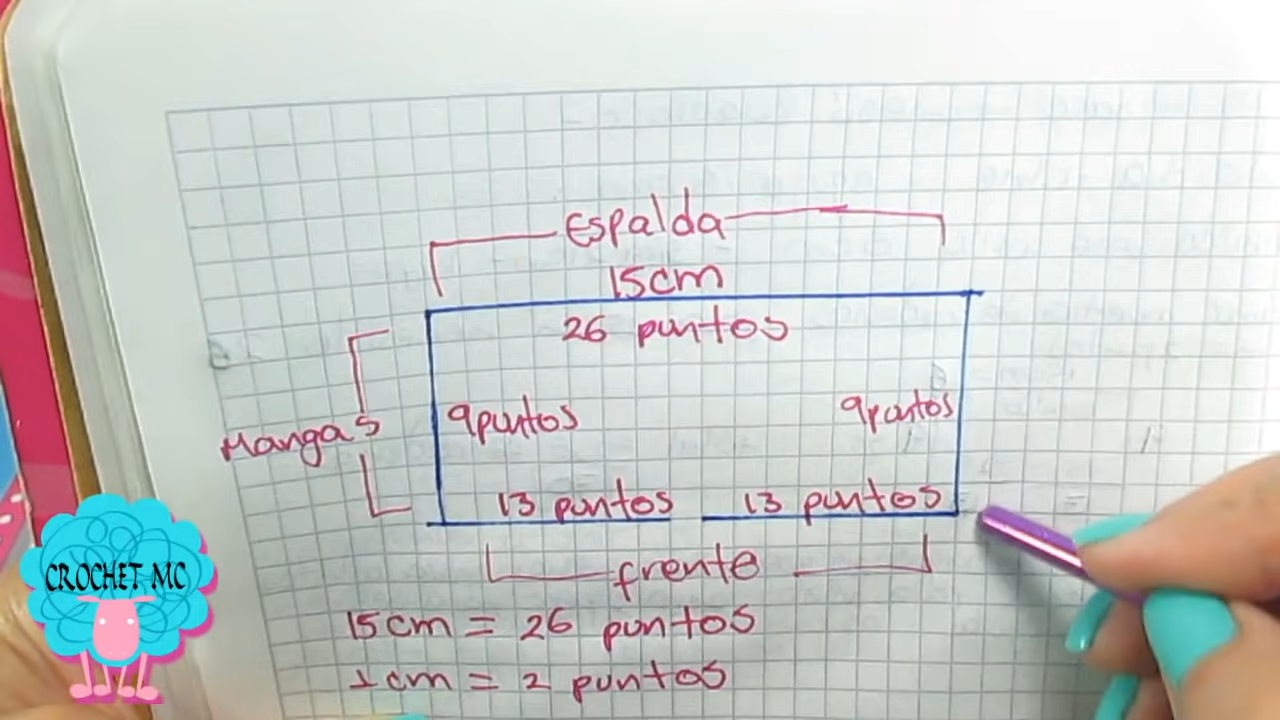 Espalda
15cm
26 puntos
9puntos 9puntos
Mangas
13 puntos 13 puntos
frente
15cm = 26 puntos
1cm = 2 puntos
CROCHET MC